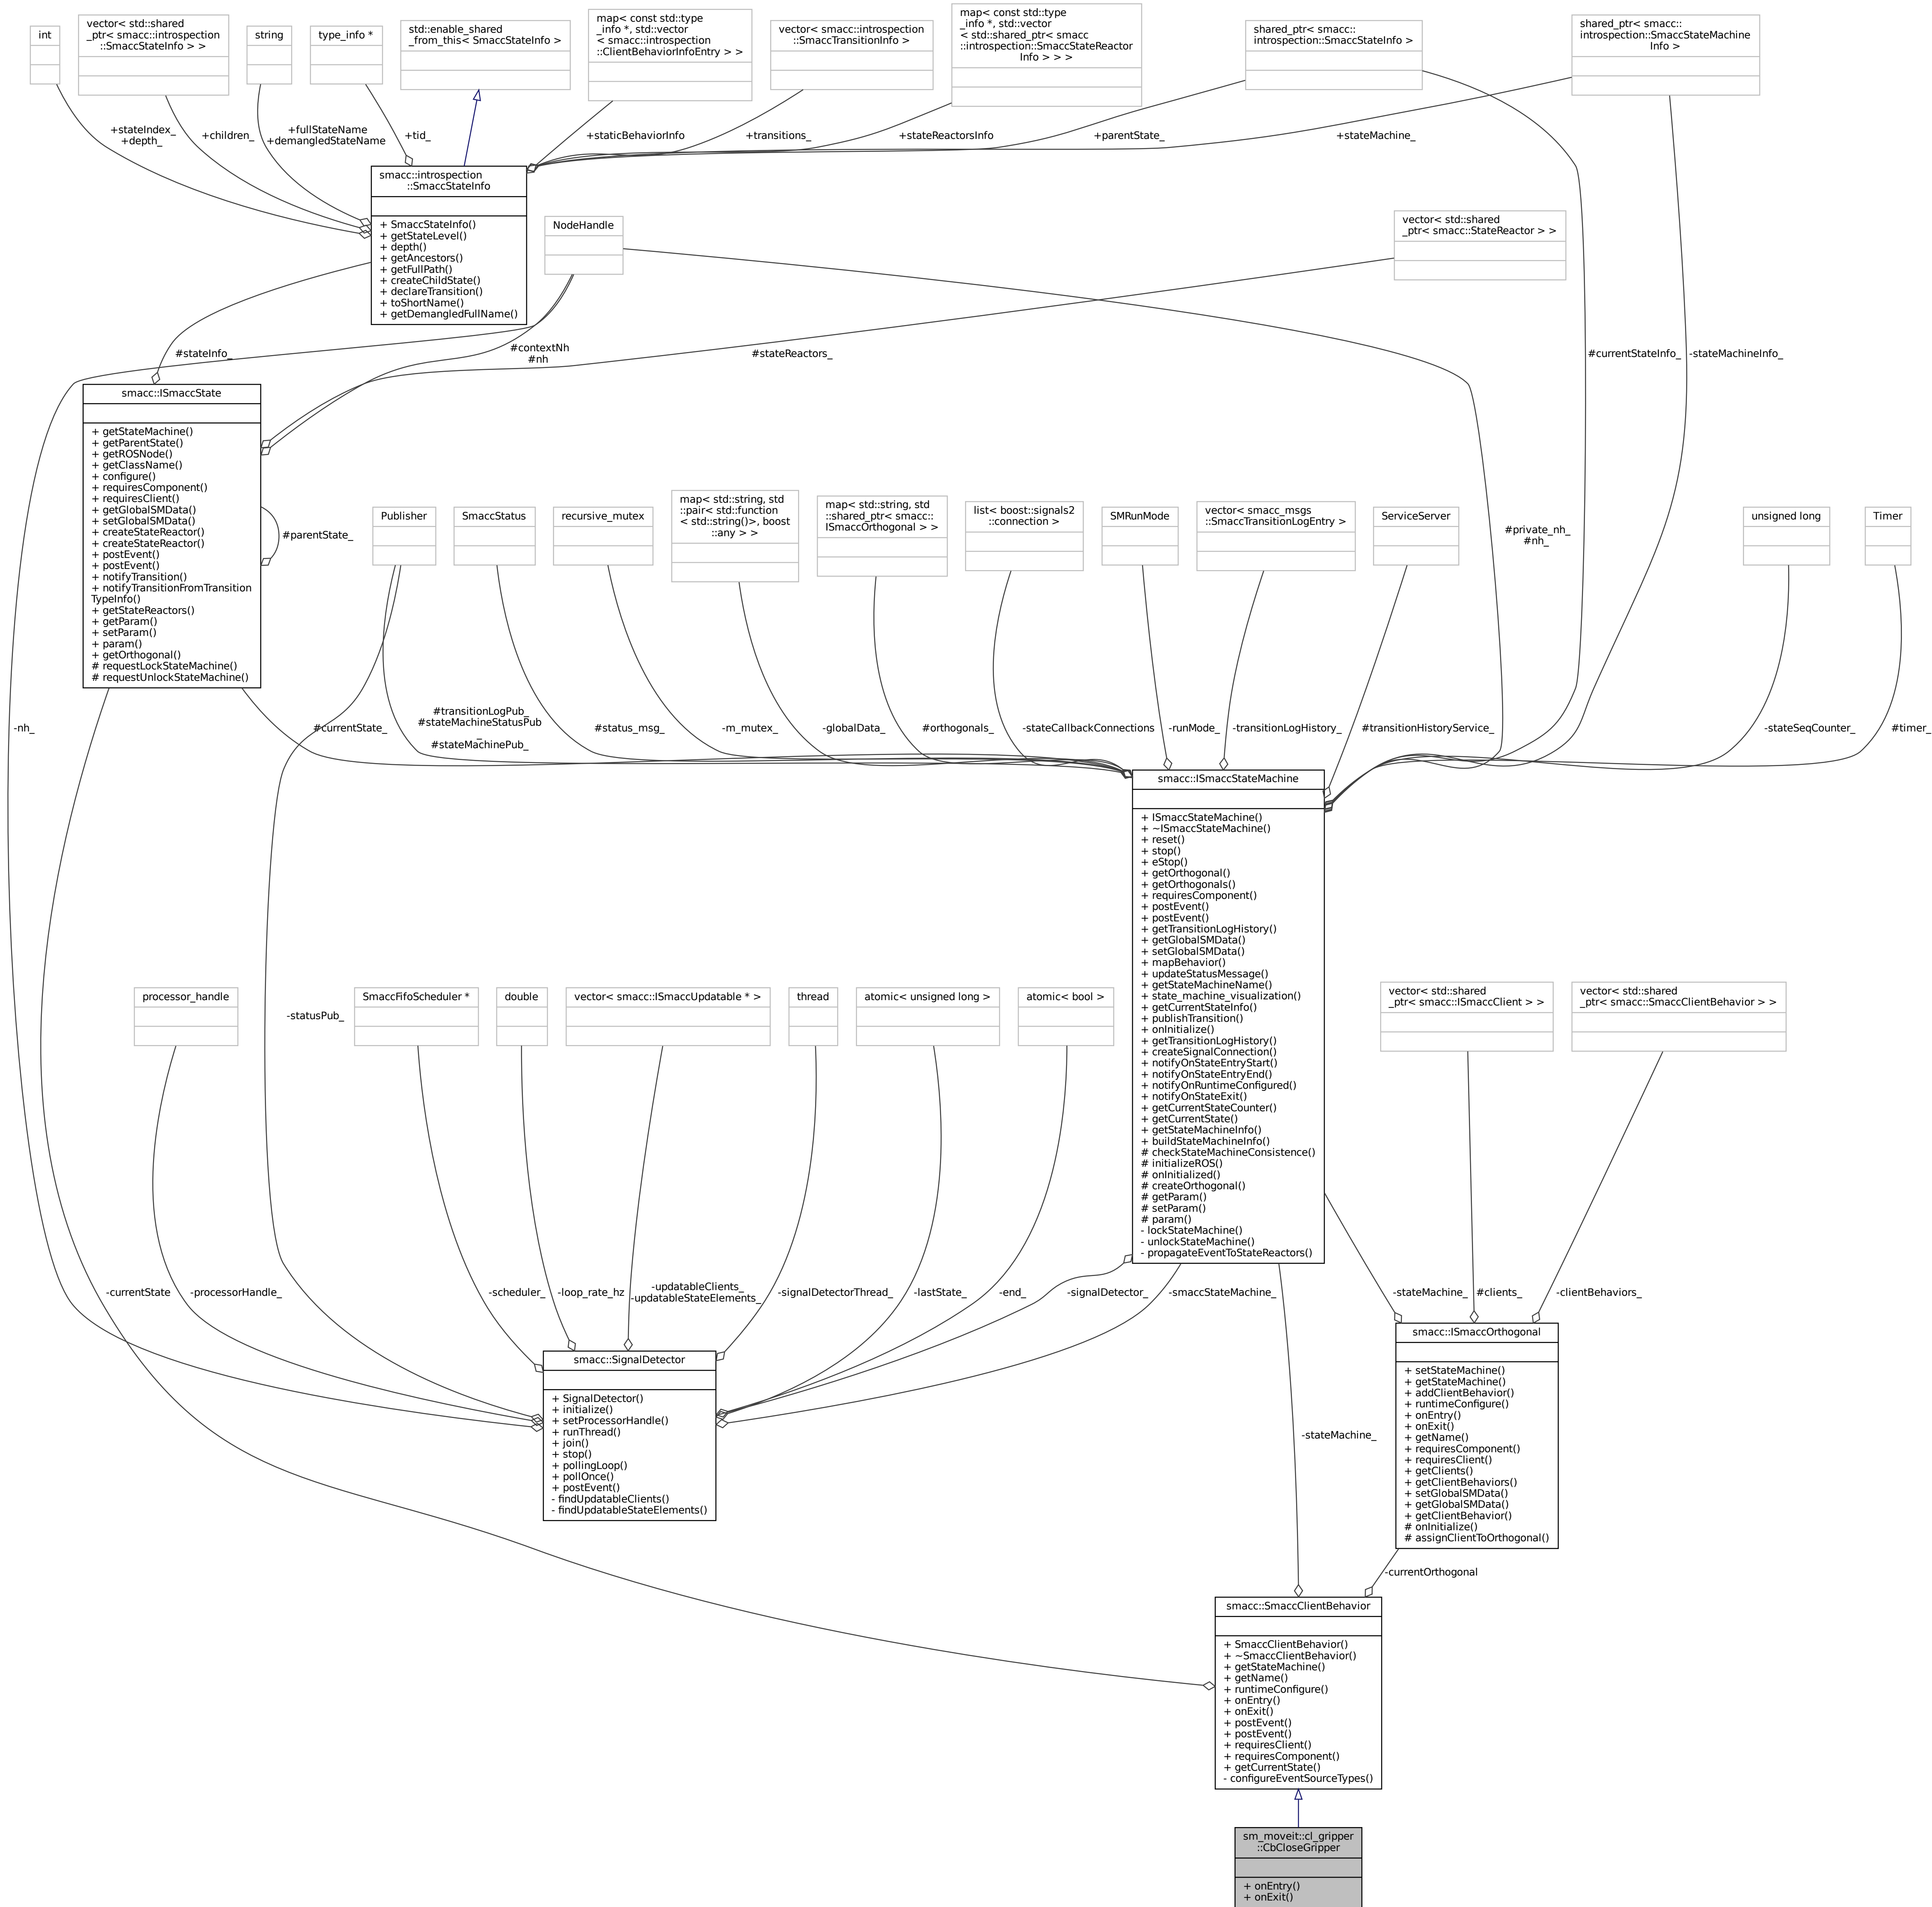 int
vector< std::shared
_ptr< smacc::introspection
::SmaccStateInfo > >
string
type_info *
std::enable_shared
_from_this< SmaccStateInfo >
map< const std::type
_info *, std::vector
< smacc::introspection
::ClientBehaviorInfoEntry > >
vector< smacc::introspection
::SmaccTransitionInfo >
map< const std::type
_info *, std::vector
< std::shared_ptr< smacc
::introspection::SmaccStateReactor
Info > > >
shared_ptr< smacc::
introspection::SmaccStateInfo >
shared_ptr< smacc::
introspection::SmaccStateMachine
Info >
+stateIndex_
+depth_
+children_
+fullStateName
+demangledStateName
+tid_
+staticBehaviorInfo
+transitions_
+stateReactorsInfo
+parentState_
+stateMachine_
smacc::introspection
::SmaccStateInfo
+ SmaccStateInfo()
+ getStateLevel()
+ depth()
+ getAncestors()
+ getFullPath()
+ createChildState()
+ declareTransition()
+ toShortName()
+ getDemangledFullName()
NodeHandle
vector< std::shared
_ptr< smacc::StateReactor > >
#stateInfo_
#contextNh
#nh
#stateReactors_
#currentStateInfo_
-stateMachineInfo_
smacc::ISmaccState
+ getStateMachine()
+ getParentState()
+ getROSNode()
+ getClassName()
+ configure()
+ requiresComponent()
+ requiresClient()
+ getGlobalSMData()
+ setGlobalSMData()
+ createStateReactor()
+ createStateReactor()
+ postEvent()
+ postEvent()
+ notifyTransition()
+ notifyTransitionFromTransition
TypeInfo()
+ getStateReactors()
+ getParam()
+ setParam()
+ param()
+ getOrthogonal()
# requestLockStateMachine()
# requestUnlockStateMachine()
#parentState_
Publisher
SmaccStatus
recursive_mutex
map< std::string, std
::pair< std::function
< std::string()>, boost
::any > >
map< std::string, std
::shared_ptr< smacc::
ISmaccOrthogonal > >
list< boost::signals2
::connection >
SMRunMode
vector< smacc_msgs
::SmaccTransitionLogEntry >
ServiceServer
#private_nh_
#nh_
unsigned long
Timer
-nh_
#currentState_
#transitionLogPub_
#stateMachineStatusPub
_
#stateMachinePub_
#status_msg_
-m_mutex_
-globalData_
#orthogonals_
-stateCallbackConnections
-runMode_
-transitionLogHistory_
#transitionHistoryService_
-stateSeqCounter_
#timer_
smacc::ISmaccStateMachine
+ ISmaccStateMachine()
+ ~ISmaccStateMachine()
+ reset()
+ stop()
+ eStop()
+ getOrthogonal()
+ getOrthogonals()
+ requiresComponent()
+ postEvent()
+ postEvent()
+ getTransitionLogHistory()
+ getGlobalSMData()
+ setGlobalSMData()
+ mapBehavior()
+ updateStatusMessage()
+ getStateMachineName()
+ state_machine_visualization()
+ getCurrentStateInfo()
+ publishTransition()
+ onInitialize()
+ getTransitionLogHistory()
+ createSignalConnection()
+ notifyOnStateEntryStart()
+ notifyOnStateEntryEnd()
+ notifyOnRuntimeConfigured()
+ notifyOnStateExit()
+ getCurrentStateCounter()
+ getCurrentState()
+ getStateMachineInfo()
+ buildStateMachineInfo()
# checkStateMachineConsistence()
# initializeROS()
# onInitialized()
# createOrthogonal()
# getParam()
# setParam()
# param()
- lockStateMachine()
- unlockStateMachine()
- propagateEventToStateReactors()
processor_handle
-statusPub_
SmaccFifoScheduler *
double
vector< smacc::ISmaccUpdatable * >
thread
atomic< unsigned long >
atomic< bool >
vector< std::shared
_ptr< smacc::ISmaccClient > >
vector< std::shared
_ptr< smacc::SmaccClientBehavior > >
-currentState
-processorHandle_
-scheduler_
-loop_rate_hz
-updatableClients_
-updatableStateElements_
-signalDetectorThread_
-lastState_
-end_
-signalDetector_
-smaccStateMachine_
-stateMachine_
#clients_
-clientBehaviors_
smacc::SignalDetector
+ SignalDetector()
+ initialize()
+ setProcessorHandle()
+ runThread()
+ join()
+ stop()
+ pollingLoop()
+ pollOnce()
+ postEvent()
- findUpdatableClients()
- findUpdatableStateElements()
-stateMachine_
smacc::ISmaccOrthogonal
+ setStateMachine()
+ getStateMachine()
+ addClientBehavior()
+ runtimeConfigure()
+ onEntry()
+ onExit()
+ getName()
+ requiresComponent()
+ requiresClient()
+ getClients()
+ getClientBehaviors()
+ setGlobalSMData()
+ getGlobalSMData()
+ getClientBehavior()
# onInitialize()
# assignClientToOrthogonal()
-currentOrthogonal
smacc::SmaccClientBehavior
+ SmaccClientBehavior()
+ ~SmaccClientBehavior()
+ getStateMachine()
+ getName()
+ runtimeConfigure()
+ onEntry()
+ onExit()
+ postEvent()
+ postEvent()
+ requiresClient()
+ requiresComponent()
+ getCurrentState()
- configureEventSourceTypes()
sm_moveit::cl_gripper
::CbCloseGripper
+ onEntry()
+ onExit()